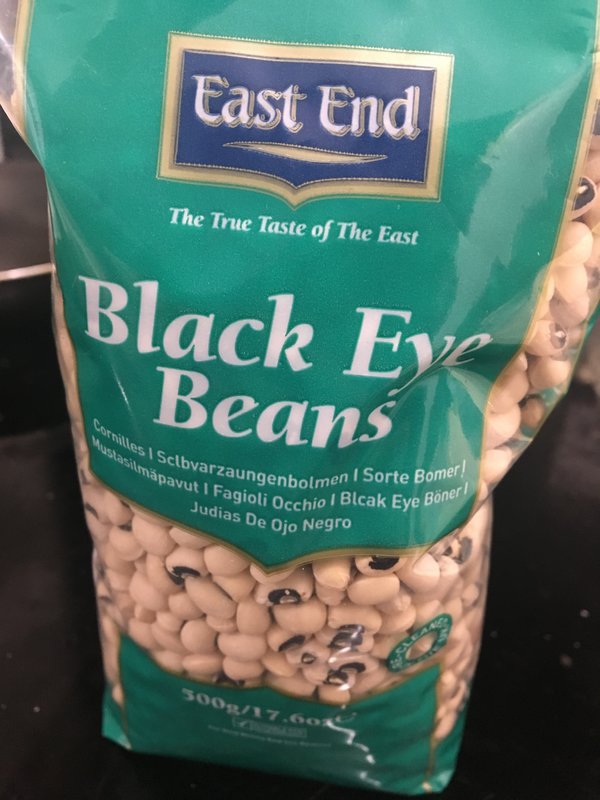 East End
The True Taste of The East
Black Eye
Beans
Cornilles | Sclbvarzaungenbolmen | Sorte Bomer |
Mustasilmäpavut | Fagioli Occhio | Blcak Eye Böner |
Judias De Ojo Negro
500g/17.6oz